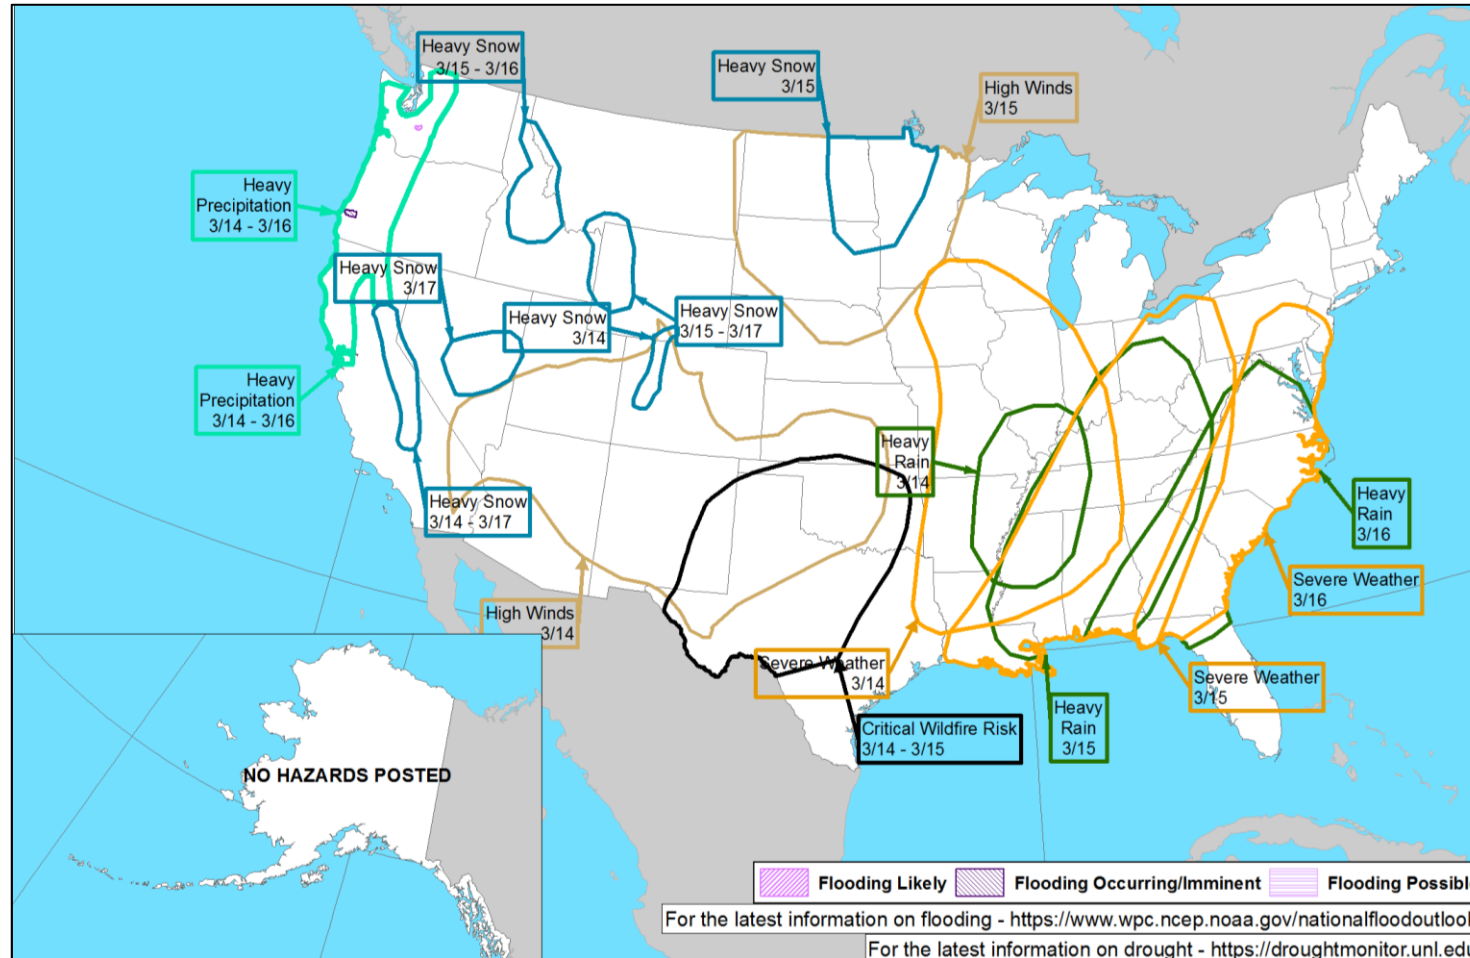 Heavy Snow
3/15 - 3/16
Heavy Snow
3/15
High Winds
3/15
Heavy
Precipitation
3/14 - 3/16
Heavy Snow
3/17
Heavy Snow
3/14
Heavy Snow
3/15 - 3/17
Heavy
Precipitation
3/14 - 3/16
Heavy
Rain
3/14
Heavy Snow
3/14 - 3/17
Heavy
Rain
3/16
Severe Weather
3/16
High Winds
3/14
Severe Weather
3/14
Severe Weather
3/15
Heavy
Rain
3/15
Critical Wildfire Risk
3/14 - 3/15
NO HAZARDS POSTED
Flooding Likely
Flooding Occurring/Imminent
Flooding Possibl
For the latest information on flooding - https://www.wpc.ncep.noaa.gov/nationalfloodoutlool
For the latest information on drought - https://droughtmonitor.unl.edu